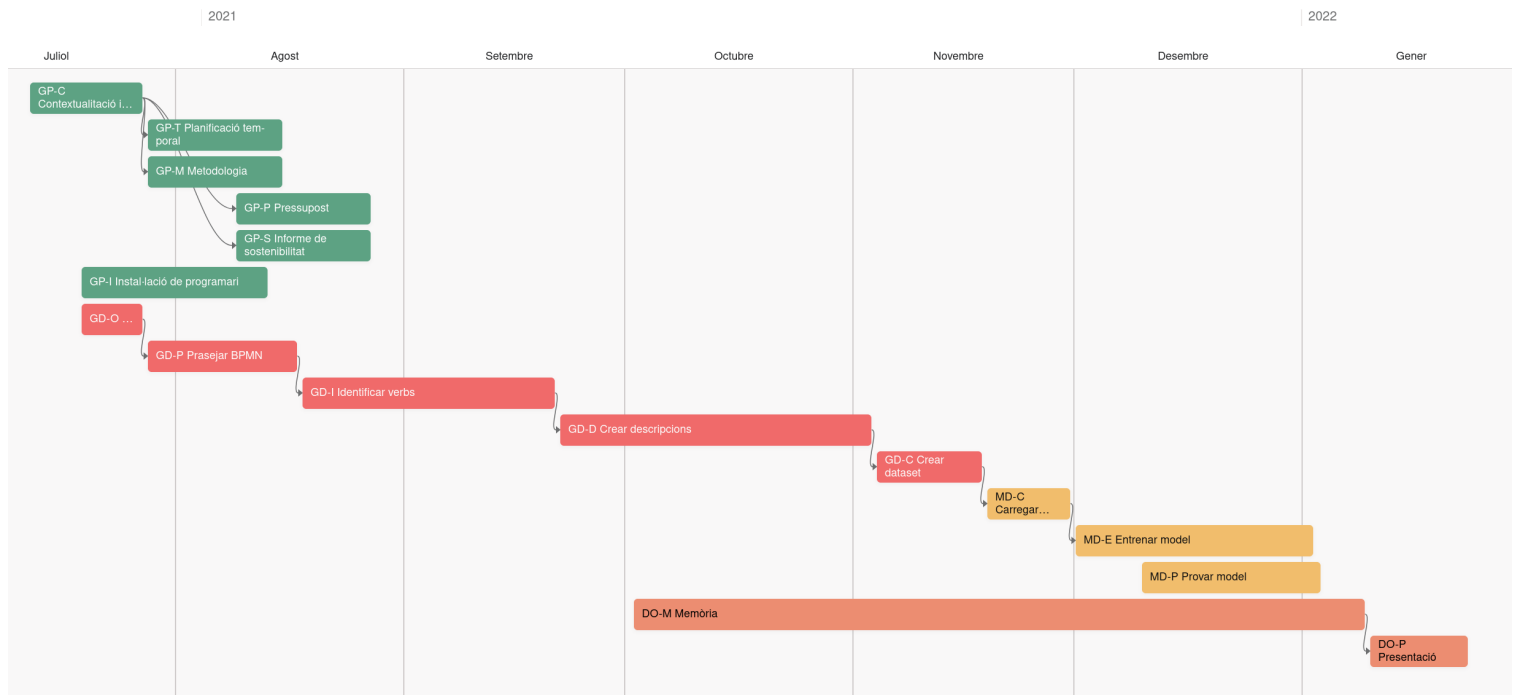 2021
2022
Juliol
Agost
Setembre
Octubre
Novembre
Desembre
Gener
GP-C
Contextualitació i…
GP-T Planificació tem-
poral
GP-M Metodologia
GP-P Pressupost
GP-S Informe de
sostenibilitat
GP-I Instal·lació de programari
GD-O …
GD-P Prasejar BPMN
GD-I Identificar verbs
GD-D Crear descripcions
GD-C Crear
dataset
MD-C
Carregar…
MD-E Entrenar model
MD-P Provar model
DO-M Memòria
DO-P
Presentació